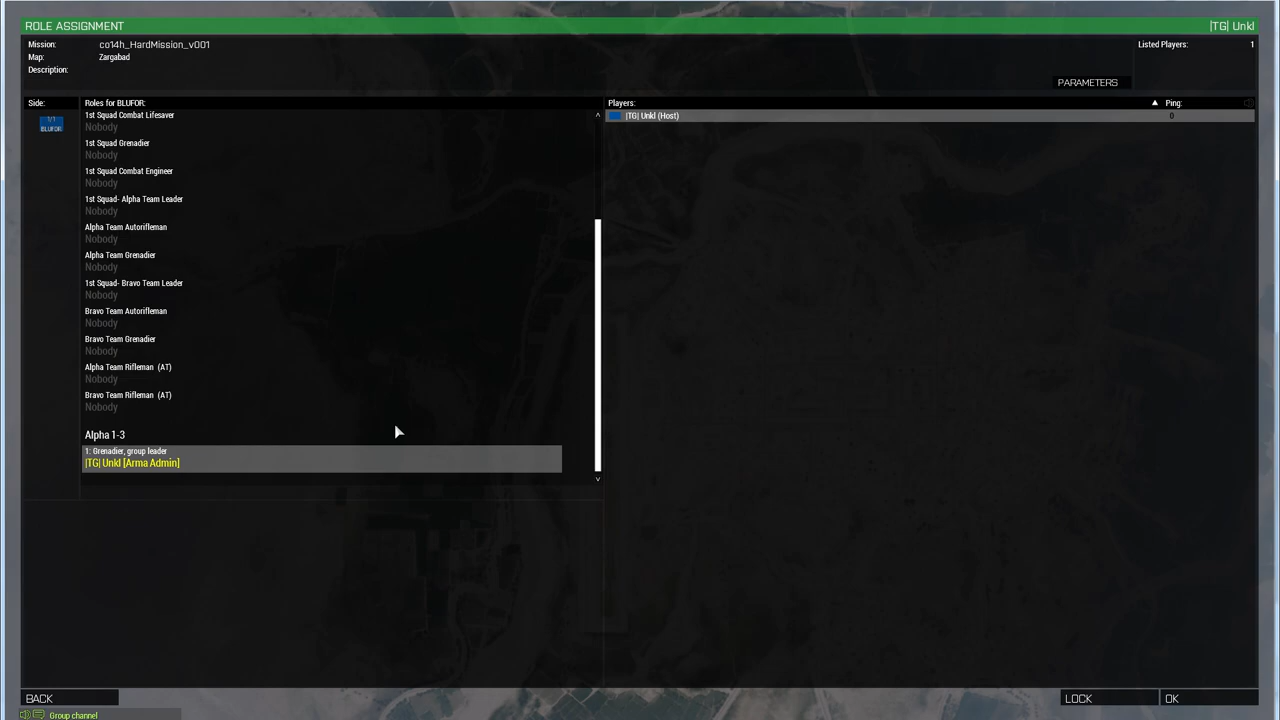 ROLE ASSIGNMENT
|TG| Unkl
Mission: co14h_HardMission_v001
Map: Zargabad
Description:
Listed Players: 1
PARAMETERS
Side:
1/1
BLUFOR
Roles for BLUFOR:
1st Squad Combat Lifesaver
Nobody
1st Squad Grenadier
Nobody
1st Squad Combat Engineer
Nobody
1st Squad- Alpha Team Leader
Nobody
Alpha Team Autorifleman
Nobody
Alpha Team Grenadier
Nobody
1st Squad- Bravo Team Leader
Nobody
Bravo Team Autorifleman
Nobody
Bravo Team Grenadier
Nobody
Alpha Team Rifleman (AT)
Nobody
Bravo Team Rifleman (AT)
Nobody
Alpha 1-3
1: Grenadier, group leader
|TG| Unkl [Arma Admin]
Players: Ping:
|TG| Unkl (Host) 0
BACK
LOCK
OK
Group channel